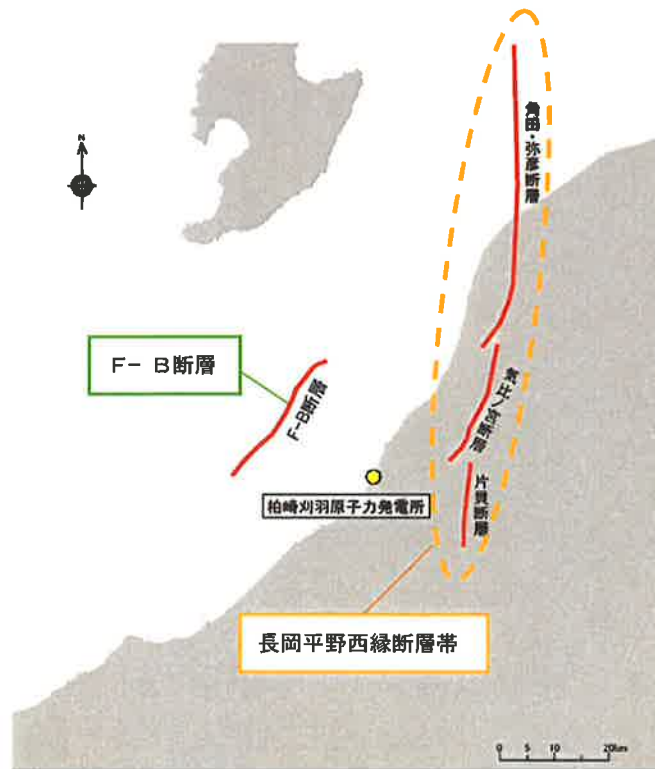 N
角田・弥彦断層
F- B断層
F-B断層
気比ノ宮断層
片貝断層
柏崎刈羽原子力発電所
長岡平野西縁断層帯
0 5 10 20km